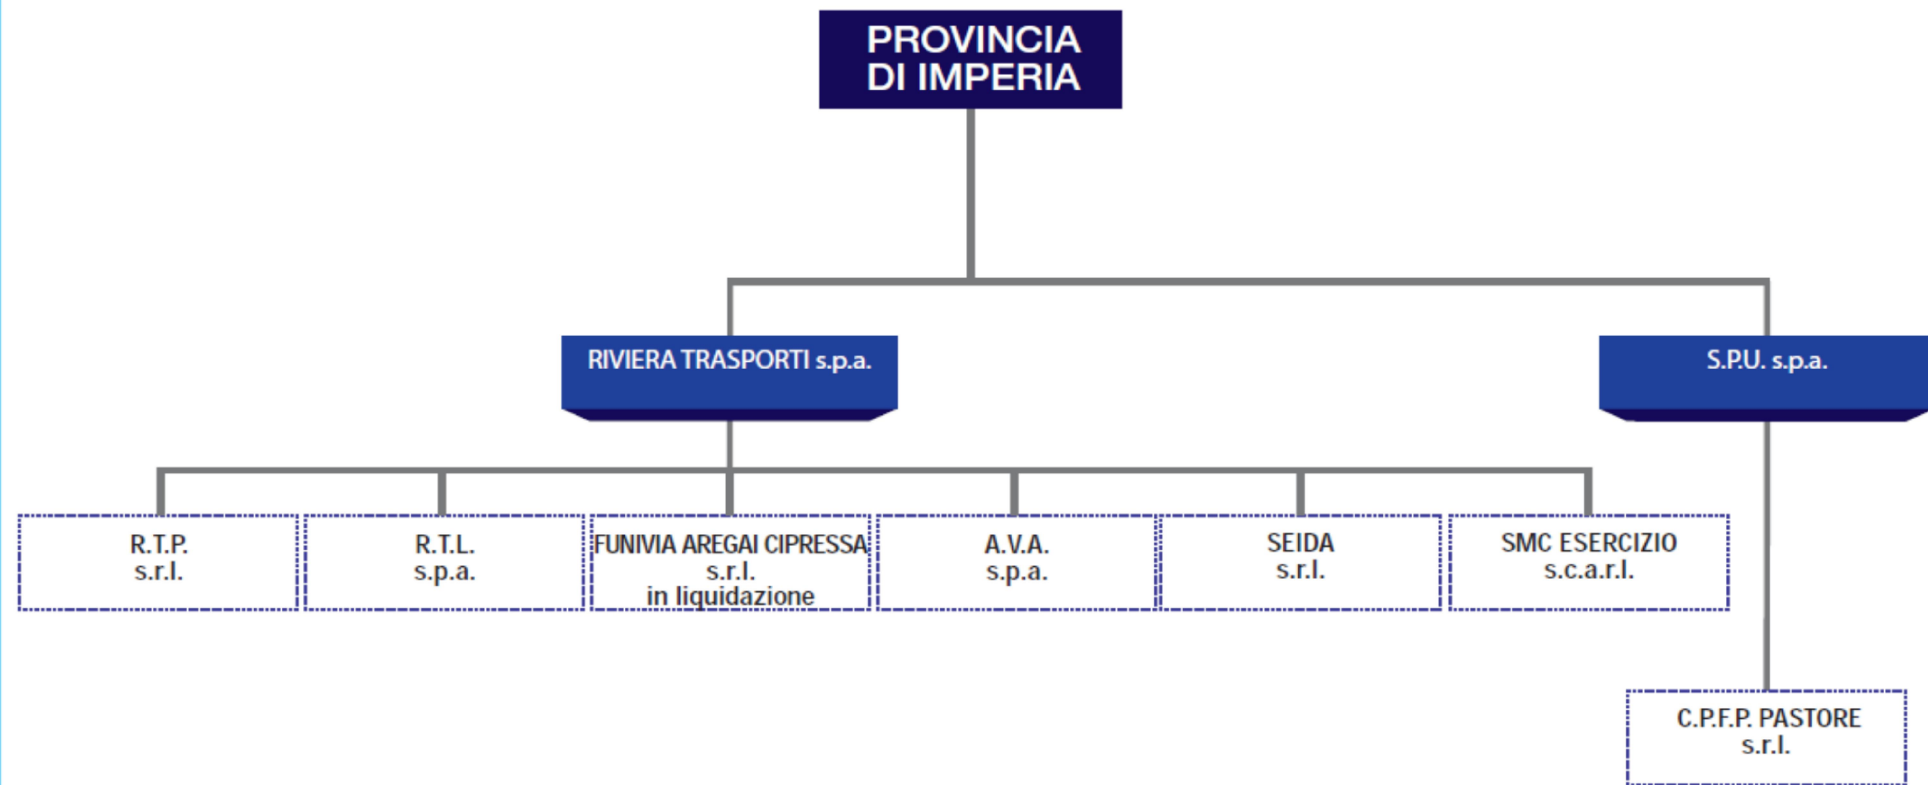 PROVINCIA
DI IMPERIA
RIVIERA TRASPORTI s.p.a.
S.P.U. s.p.a.
R.T.P.
s.r.l.
R.T.L.
s.p.a.
FUNIVIA AREGAI CIPRESSA
s.r.l.
in liquidazione
A.V.A.
s.p.a.
SEIDA
s.r.l.
SMC ESERCIZIO
s.c.a.r.l.
C.P.F.P. PASTORE
s.r.l.